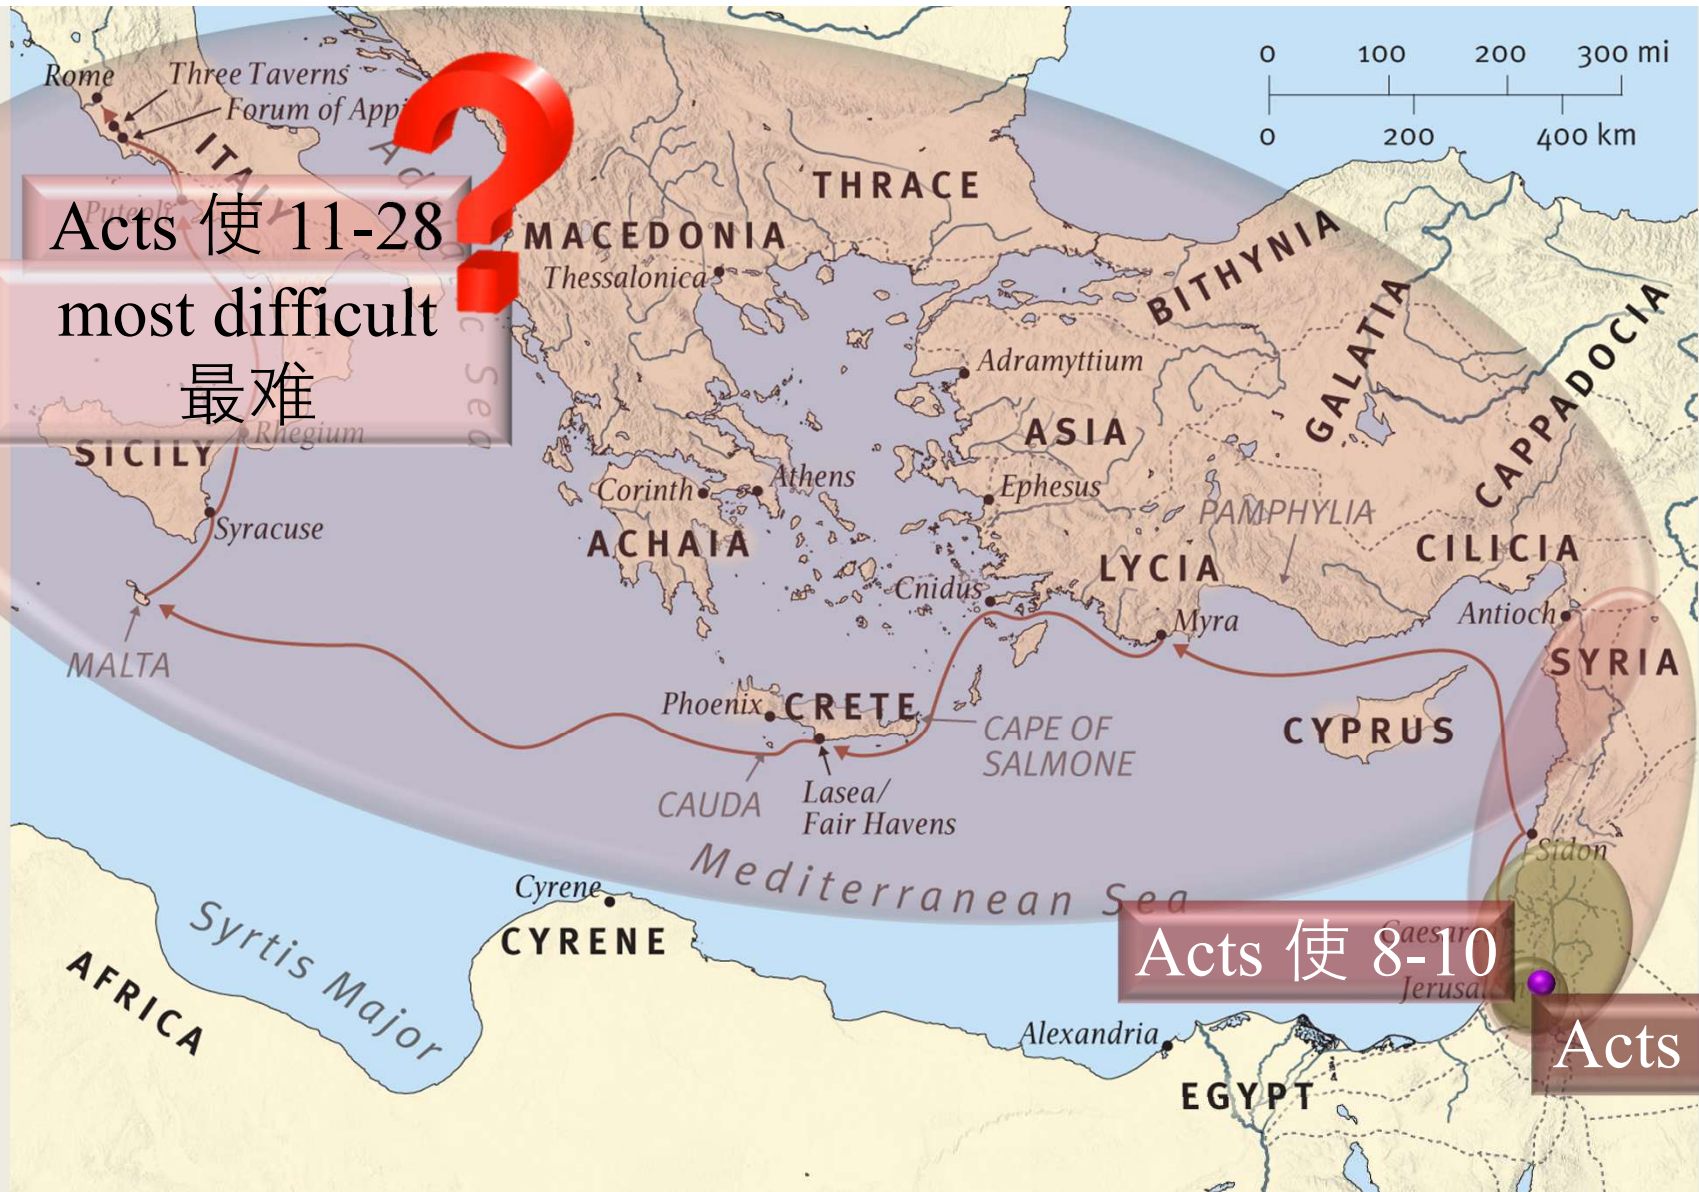 0 100 200 300 mi
0 200 400 km
Rome
Three Taverns
Forum of Appi
ITALY
Acts 使 11-28
most difficult
最难
Puteoli
Rhegium
SICILY
Syracuse
MALTA
THRACE
MACEDONIA
Thessalonica
BITHYNIA
GALATIA
CAPPADOCIA
Adramyttium
ASIA
Ephesus
PAMPHYLIA
Athens
Corinth
ACHAIA
LYCIA
CILICIA
Cnidus
Myra
Antioch
SYRIA
Phoenix
CRETE
CAPE OF
SALMONE
CYPRUS
CAUDA
Lasea/
Fair Havens
Sidon
Mediterranean Sea
Cyrene
CYRENE
Syrtis Major
AFRICA
Acts 使 8-10
Acts
Alexandria
EGYPT